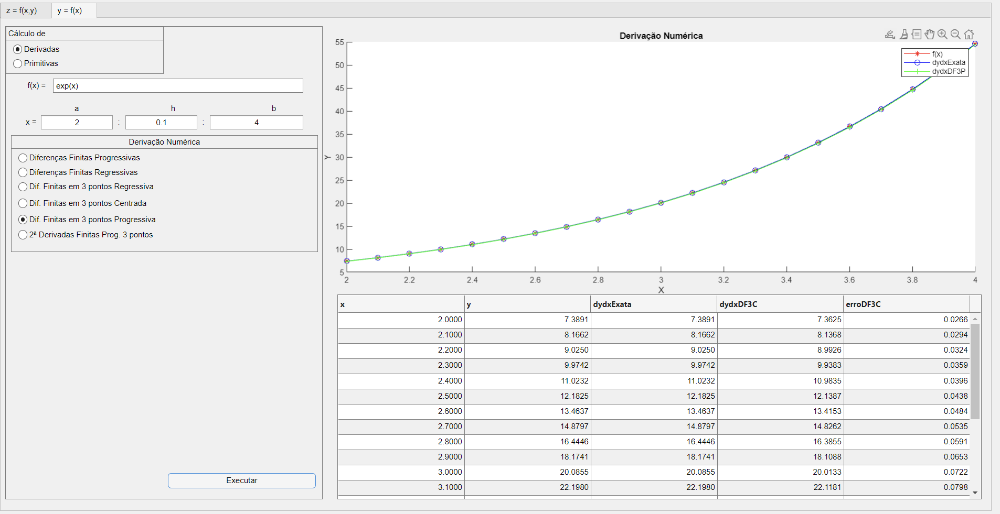 z = f(x,y) y = f(x)
Cálculo de
Derivadas
Primitivas
f(x) = exp(x)
a h b
x = 2 : 0.1 : 4
Derivação Numérica
Diferenças Finitas Progressivas
Diferenças Finitas Regressivas
Dif. Finitas em 3 pontos Regressiva
Dif. Finitas em 3 pontos Centrada
Dif. Finitas em 3 pontos Progressiva
2ª Derivadas Finitas Prog. 3 pontos
Executar
Derivação Numérica
f(x)
dydxExata
dydxDF3P
55
50
45
40
35
30
25
20
15
10
5
Y
2 2.2 2.4 2.6 2.8 3 3.2 3.4 3.6 3.8 4
X
x y dydxExata dydxDF3C erroDF3C
2.0000 7.3891 7.3891 7.3625 0.0266
2.1000 8.1662 8.1662 8.1368 0.0294
2.2000 9.0250 9.0250 8.9926 0.0324
2.3000 9.9742 9.9742 9.9383 0.0359
2.4000 11.0232 11.0232 10.9835 0.0396
2.5000 12.1825 12.1825 12.1387 0.0438
2.6000 13.4637 13.4637 13.4153 0.0484
2.7000 14.8797 14.8797 14.8262 0.0535
2.8000 16.4446 16.4446 16.3855 0.0591
2.9000 18.1741 18.1741 18.1088 0.0653
3.0000 20.0855 20.0855 20.0133 0.0722
3.1000 22.1980 22.1980 22.1181 0.0798